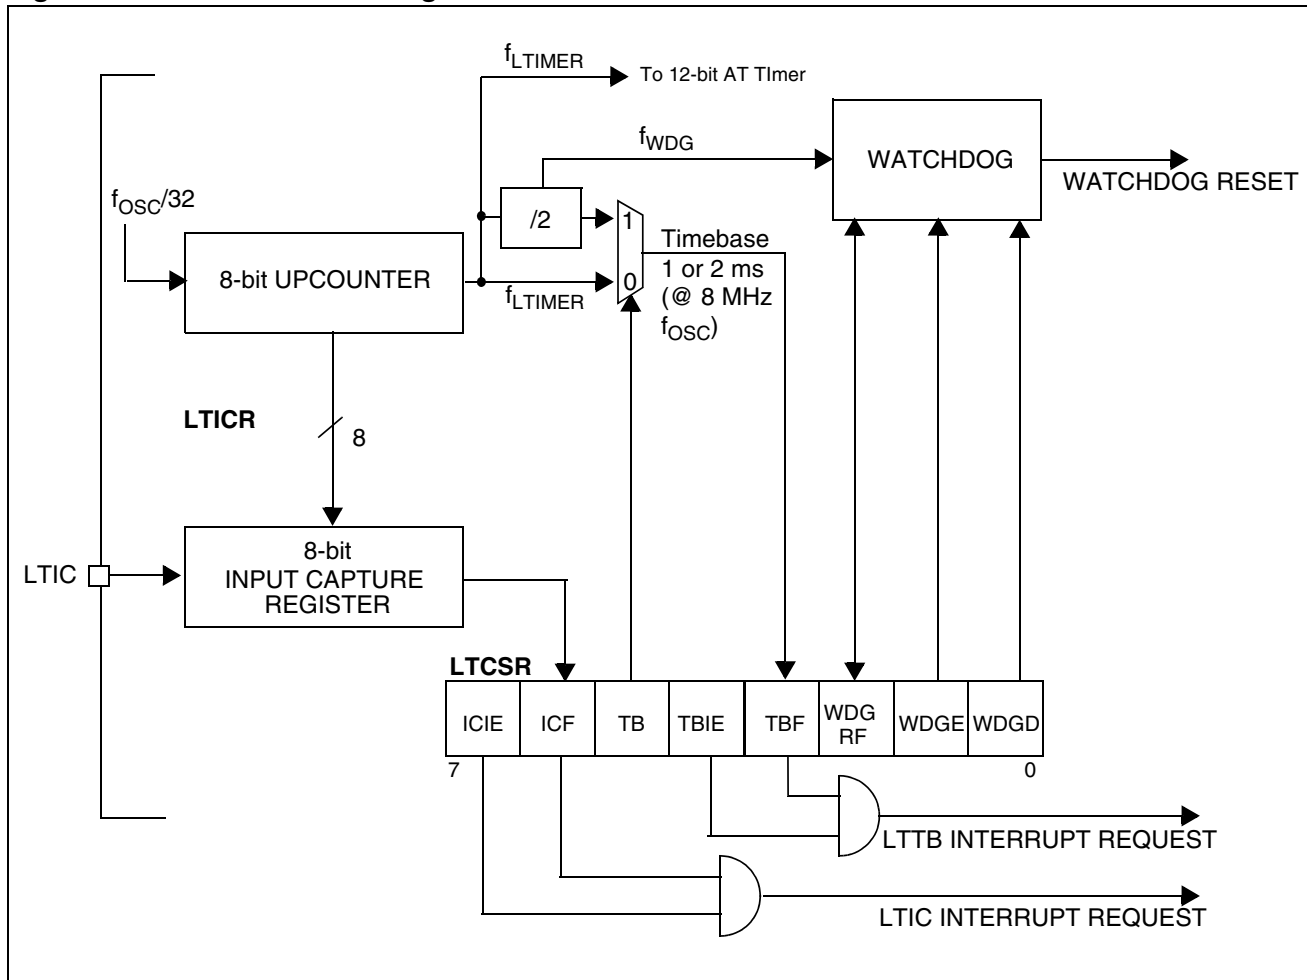 fLTIMER
To 12-bit AT TImer
fWDG
WATCHDOG
WATCHDOG RESET
fOSC/32
/2
1
0
Timebase
1 or 2 ms
(@ 8 MHz
fOSC)
8-bit UPCOUNTER
fLTIMER
LTICR
8
8-bit
INPUT CAPTURE
REGISTER
LTIC
LTCSR
ICIE ICF TB TBIE TBF WDG RF WDGE WDGD
7 0
LTTB INTERRUPT REQUEST
LTIC INTERRUPT REQUEST